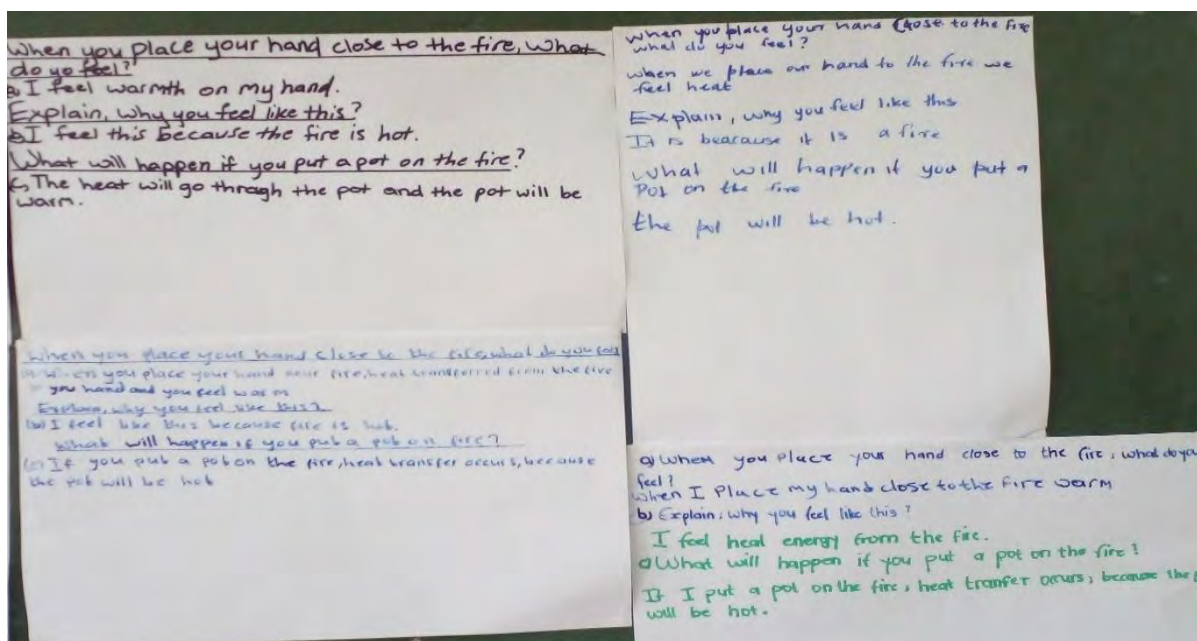 When you place your hand close to the fire, what
do yo feel?
a) I feel warmth on my hand.
Explain, why you feel like this?
b) I feel this because the fire is hot.
What will happen if you put a pot on the fire?
c) The heat will go through the pot and the pot will be
warm.
when you place your hand close to the fire
what do you feel?
when we place our hand to the fire we
feel heat
Explain, why you feel like this
It is bearause it is a fire
What will happen if you put a
pot on the fire
the pot will be hot.
When you place your hand close to the fire, what do you feel
a) When you place your hand near fire, heat transferred from the fire
you hand and you feel warm
Explain, why you feel like this?
(b) I feel like this because fire is hot.
What will happen if you put a pot on fire?
(c) If you put a pot on the fire, heat transfer occurs, because
the pot will be hot
a) When you place your hand close to the fire, what do you
feel?
When I place my hand close to the fire warm
b) Explain, why you feel like this?
I feel heat energy from the fire.
c) What will happen if you put a pot on the fire?
If I put a pot on the fire, heat tranfer occurs, because the
will be hot.